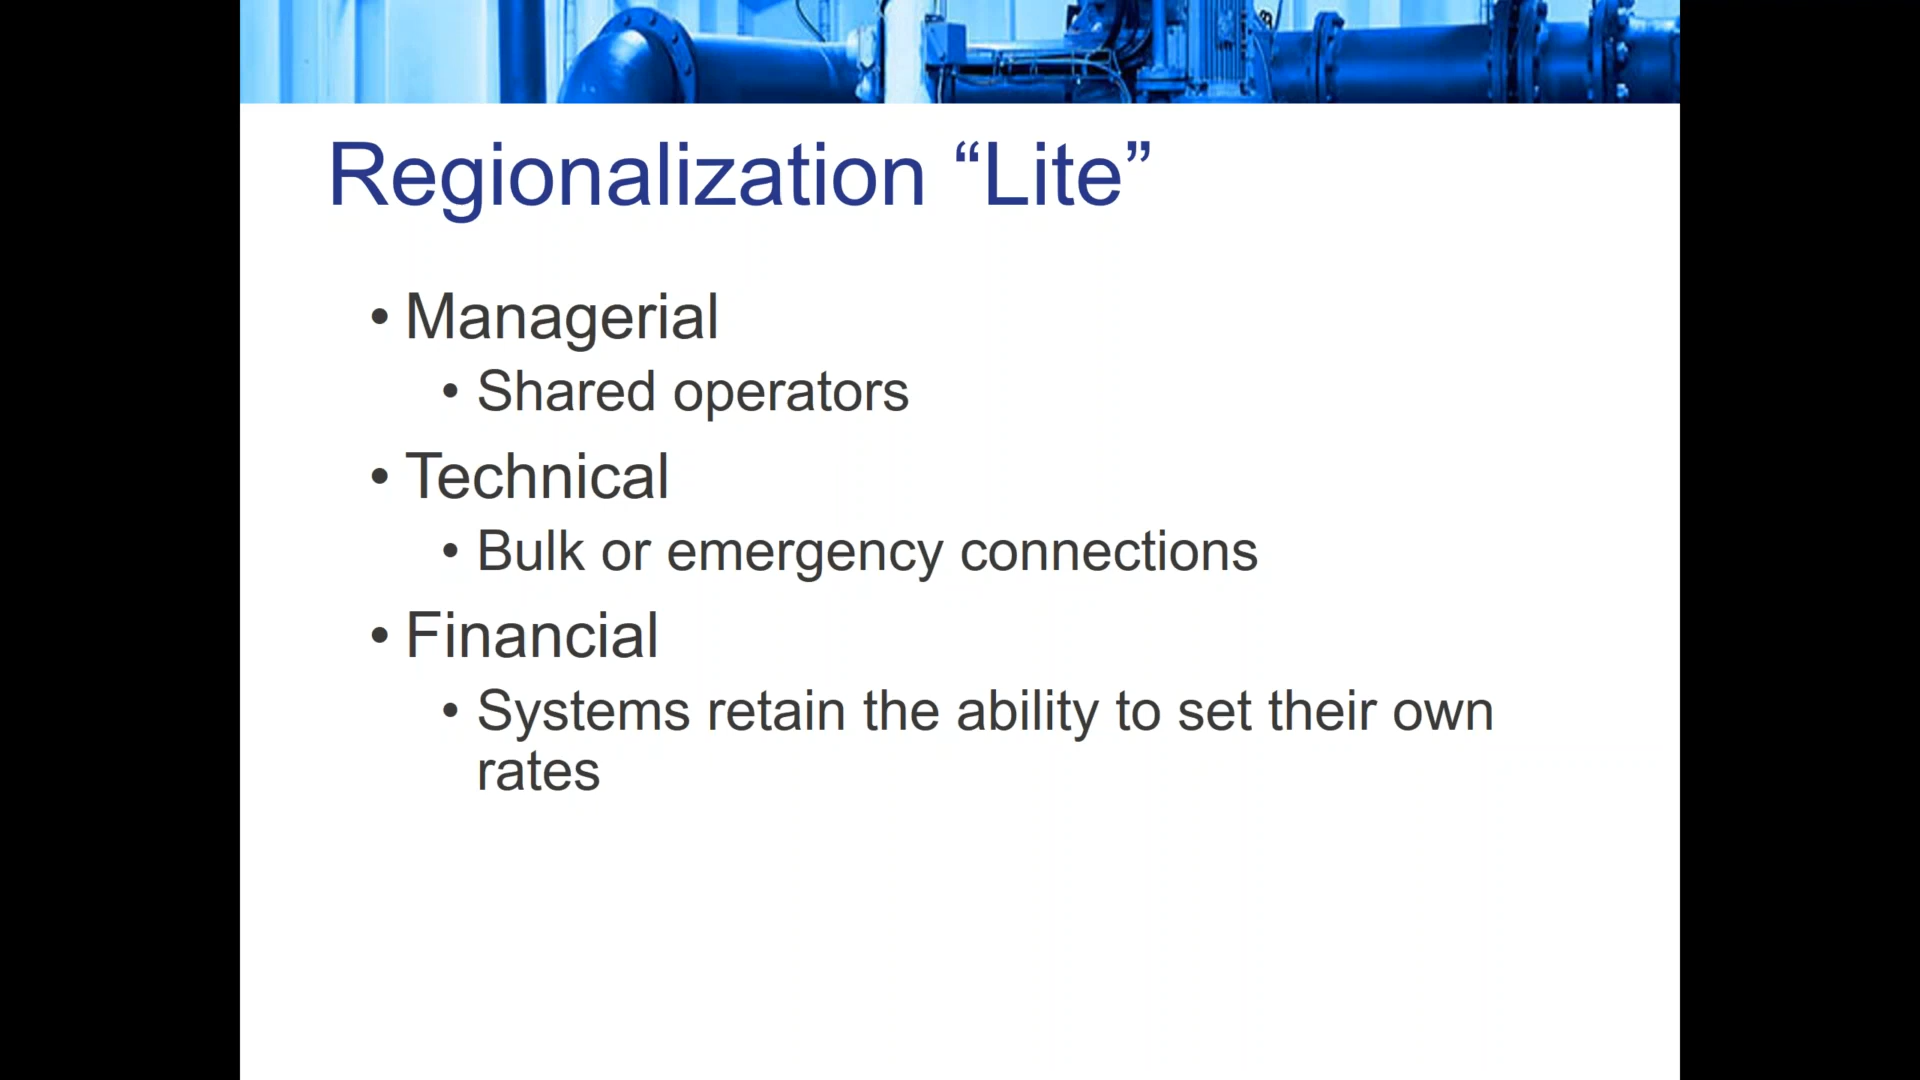 Regionalization “Lite”
• Managerial
• Shared operators
• Technical
• Bulk or emergency connections
• Financial
• Systems retain the ability to set their own
rates